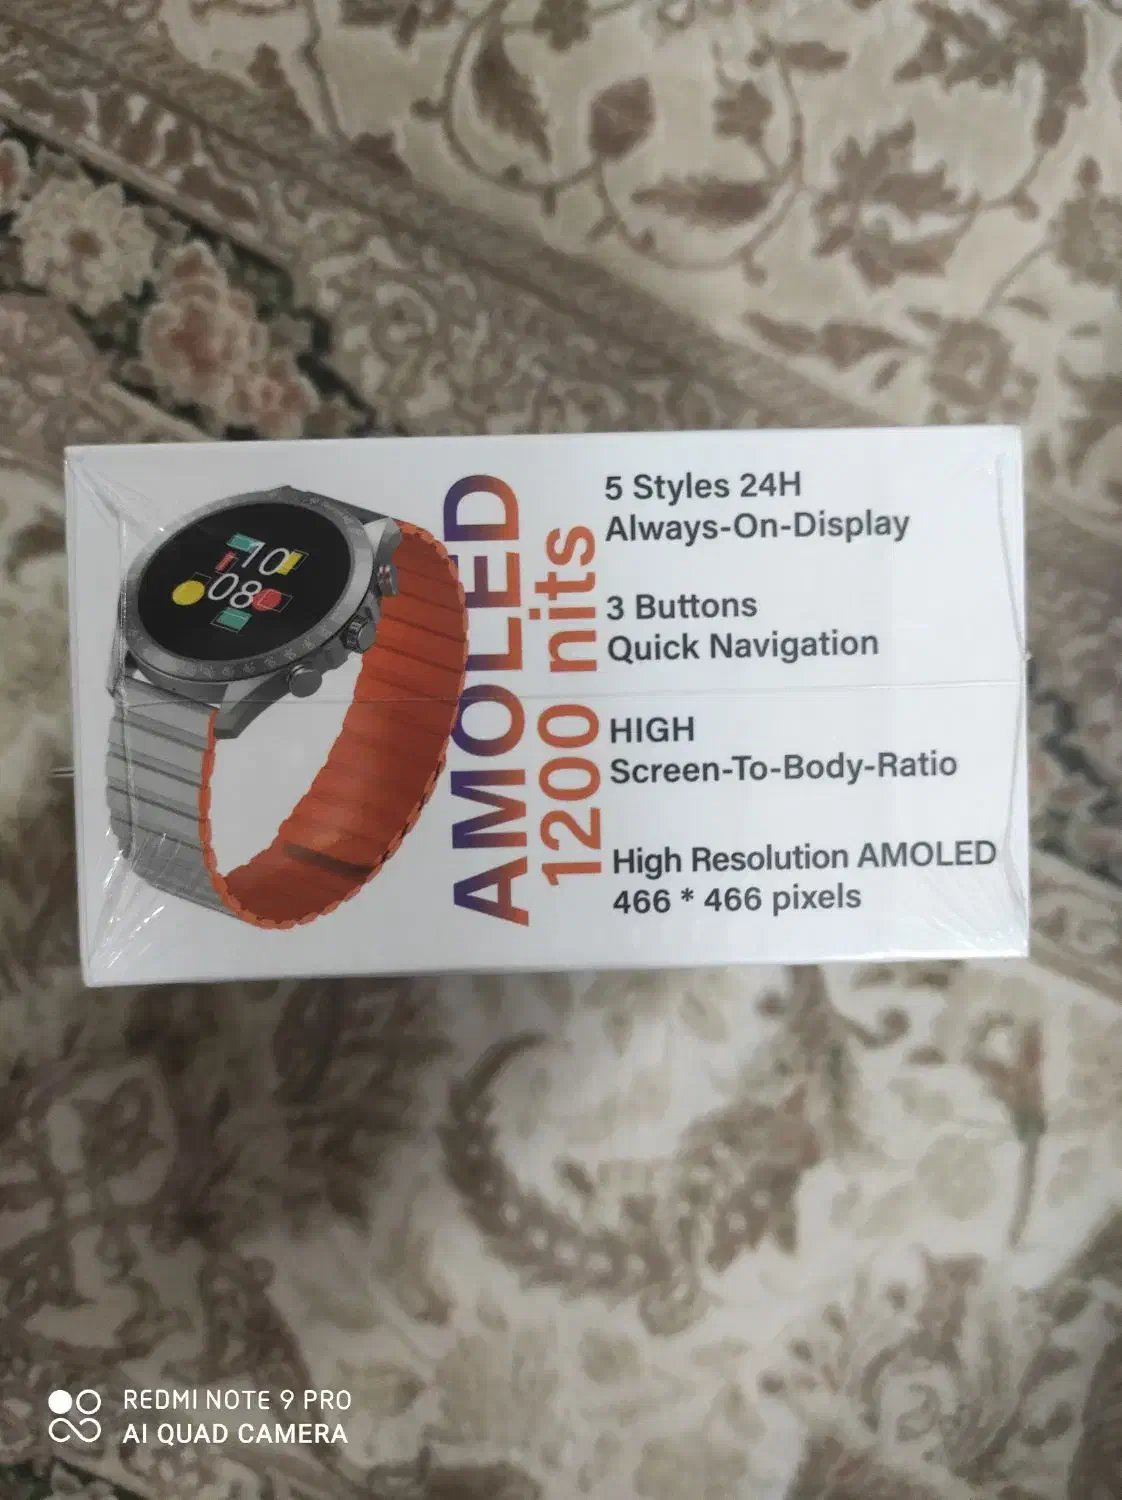 10
08
AMOLED
1200 nits
5 Styles 24H
Always-On-Display
3 Buttons
Quick Navigation
HIGH
Screen-To-Body-Ratio
High Resolution AMOLED
466 * 466 pixels
REDMI NOTE 9 PRO
AI QUAD CAMERA